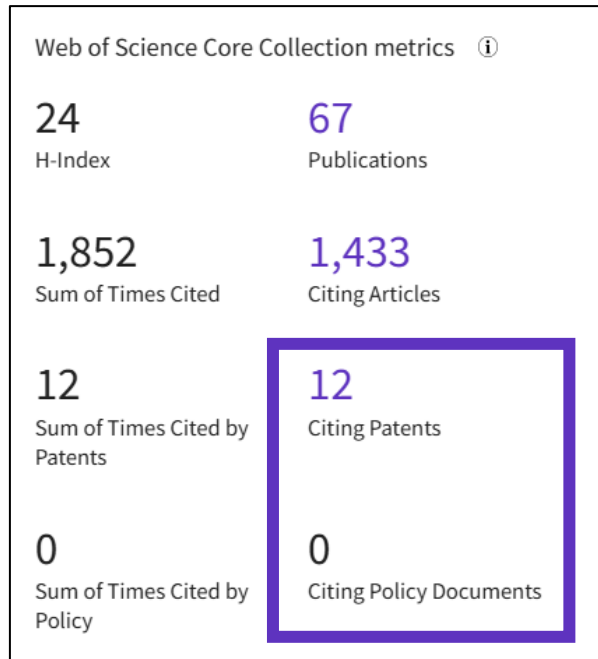 Web of Science Core Collection metrics
24
H-Index
67
Publications
1,852
Sum of Times Cited
1,433
Citing Articles
12
Sum of Times Cited by
Patents
12
Citing Patents
0
Sum of Times Cited by
Policy
0
Citing Policy Documents